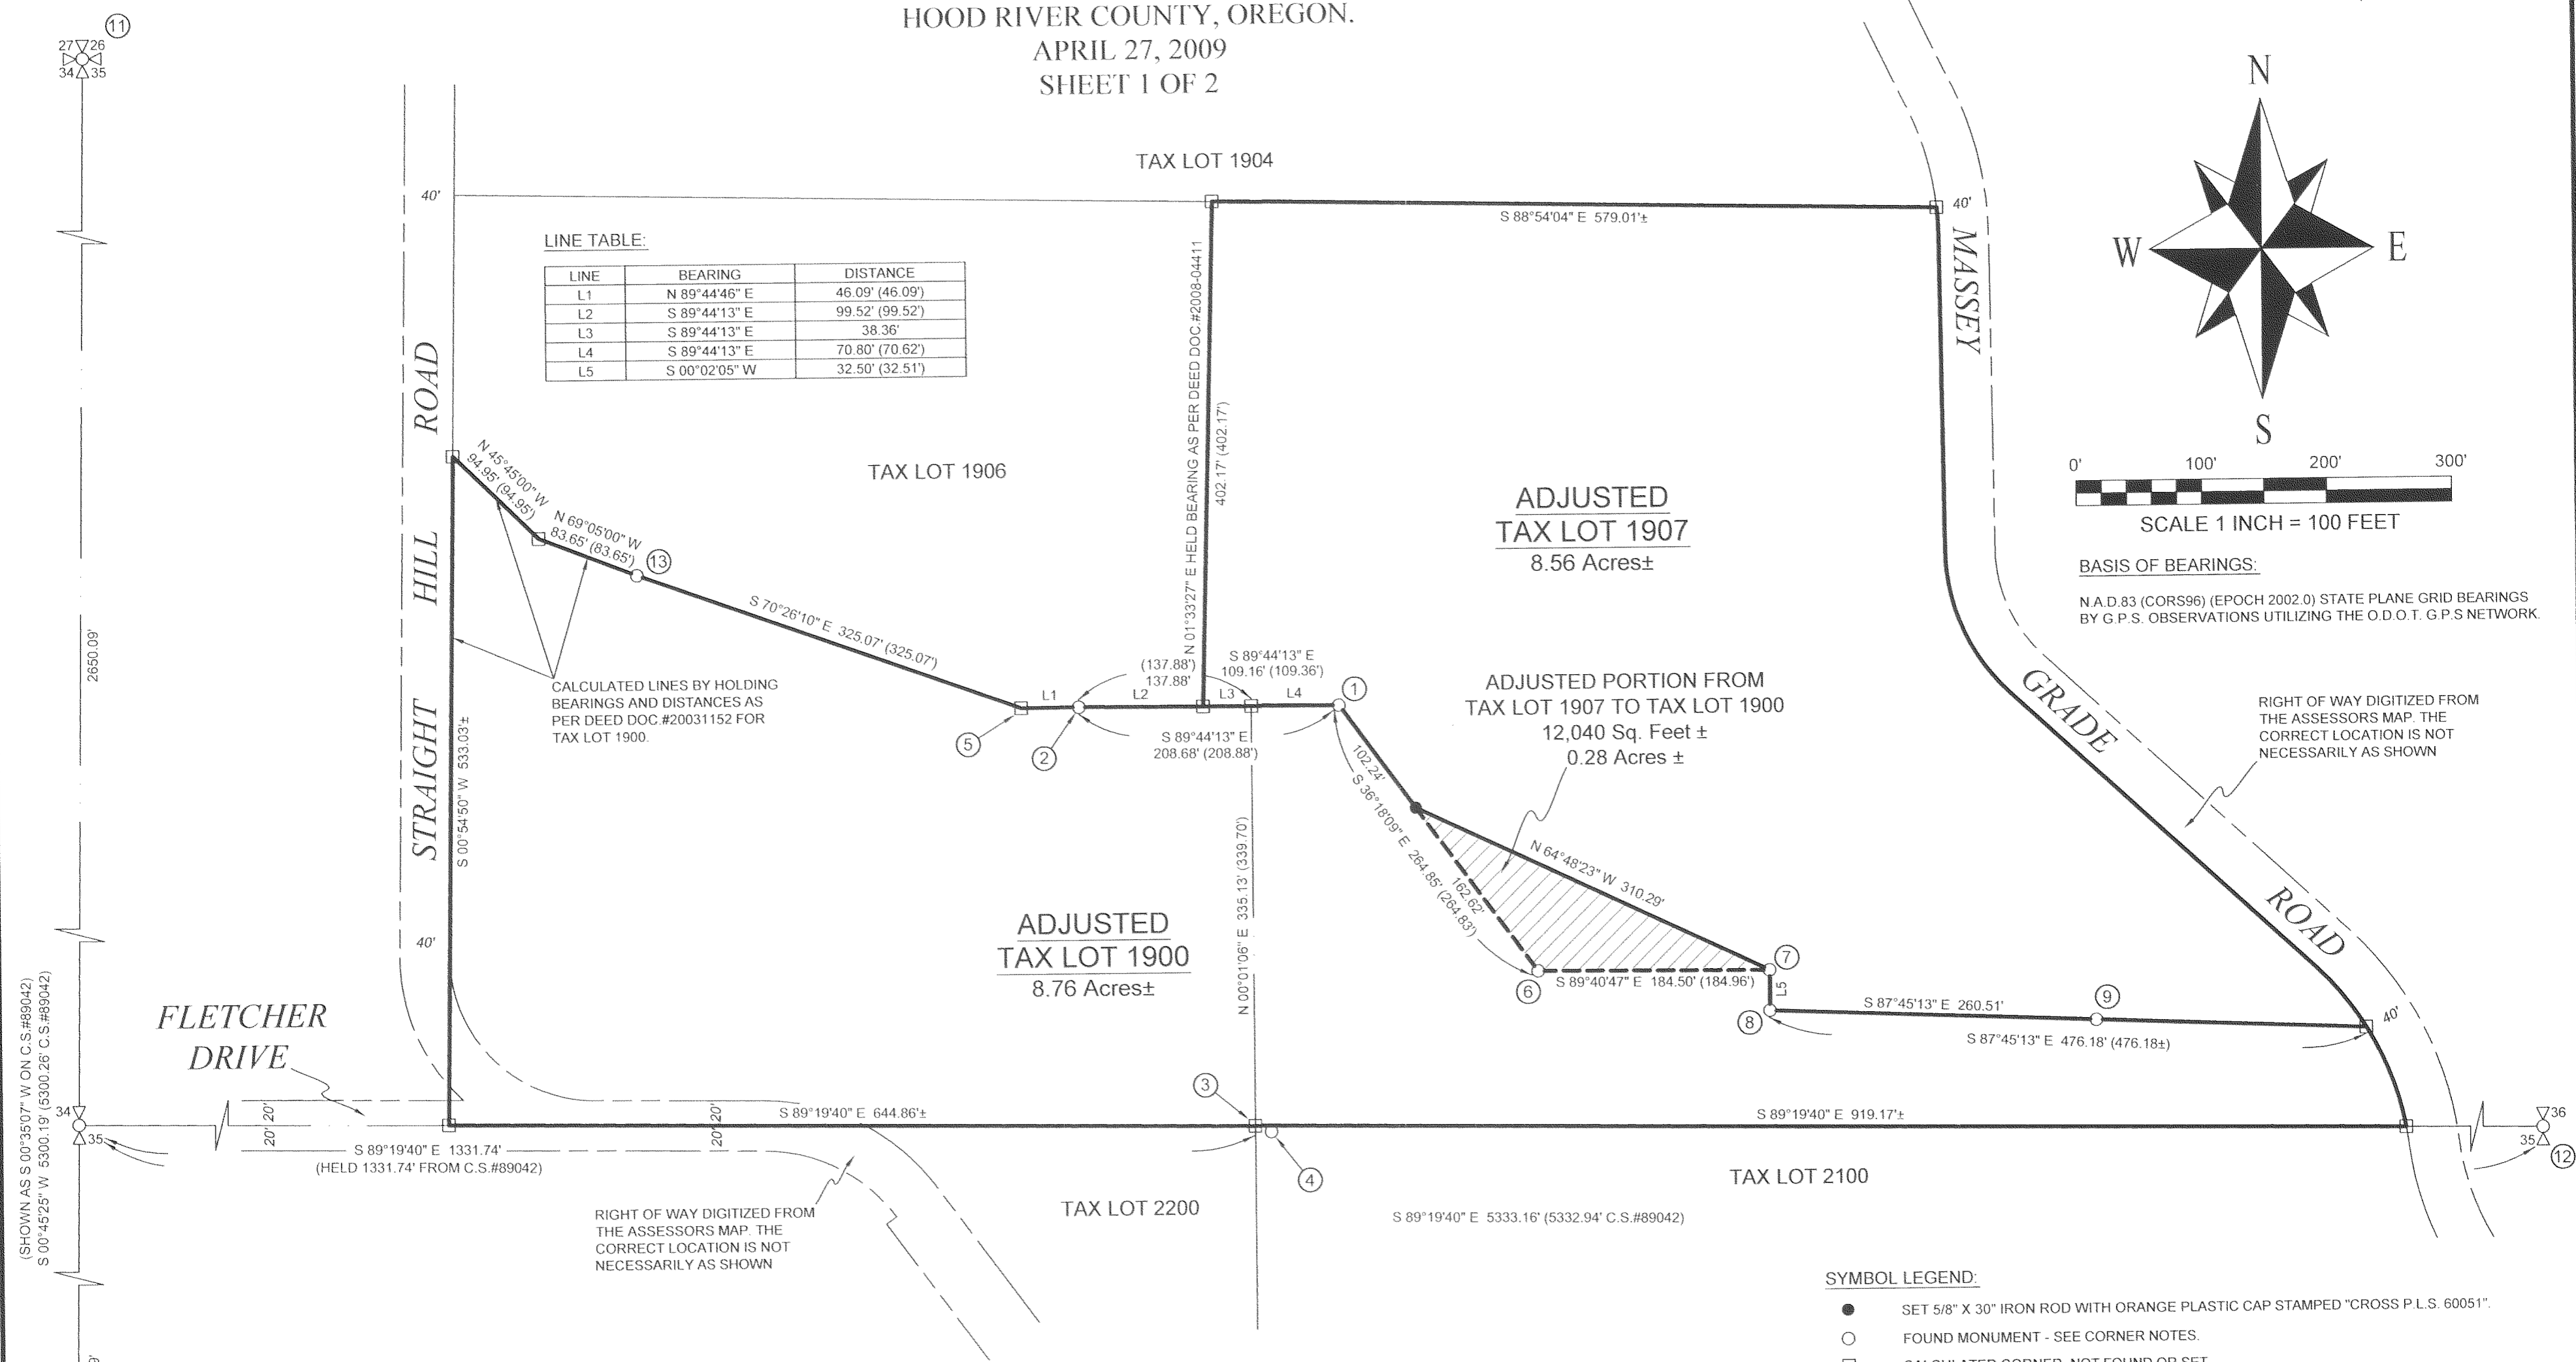 HOOD RIVER COUNTY, OREGON.
APRIL 27, 2009
SHEET 1 OF 2
11
27 26
34 35
N
W E
S
0' 100' 200' 300'
SCALE 1 INCH = 100 FEET
BASIS OF BEARINGS:
N.A.D.83 (CORS96) (EPOCH 2002.0) STATE PLANE GRID BEARINGS
BY G.P.S. OBSERVATIONS UTILIZING THE O.D.O.T. G.P.S NETWORK.
TAX LOT 1904
40'
S 88°54'04" E 579.01'±
40'
LINE TABLE:
LINE BEARING DISTANCE
L1 N 89°44'46" E 46.09' (46.09')
L2 S 89°44'13" E 99.52' (99.52')
L3 S 89°44'13" E 38.36'
L4 S 89°44'13" E 70.80' (70.62')
L5 S 00°02'05" W 32.50' (32.51')
N 01°33'27" E HELD BEARING AS PER DEED DOC.#2008-04411
402.17' (402.17')
MASSEY
GRADE
ROAD
STRAIGHT HILL ROAD
2650.09'
N 45°45'00" W
94.95' (94.95')
N 69°05'00" W
83.65' (83.65')
13
TAX LOT 1906
S 70°26'10" E 325.07' (325.07')
CALCULATED LINES BY HOLDING
BEARINGS AND DISTANCES AS
PER DEED DOC.#20031152 FOR
TAX LOT 1900.
S 00°54'50" W 533.03'±
ADJUSTED
TAX LOT 1907
8.56 Acres±
(137.88')
137.88'
S 89°44'13" E
109.16' (109.36')
L1
L2
L3
L4
1
5
2
S 89°44'13" E
208.68' (208.88')
ADJUSTED PORTION FROM
TAX LOT 1907 TO TAX LOT 1900
12,040 Sq. Feet ±
0.28 Acres ±
RIGHT OF WAY DIGITIZED FROM
THE ASSESSORS MAP. THE
CORRECT LOCATION IS NOT
NECESSARILY AS SHOWN
102.24'
S 36°18'09" E 264.85' (264.83')
162.62'
N 64°48'23" W 310.29'
N 00°01'06" E 335.13' (339.70')
ADJUSTED
TAX LOT 1900
8.76 Acres±
40'
7
6
S 89°40'47" E 184.50' (184.96')
L5
8
S 87°45'13" E 260.51'
9
S 87°45'13" E 476.18' (476.18±)
40'
(SHOWN AS S 00°35'07" W ON C.S.#89042)
S 00°45'25" W 5300.19' (5300.26' C.S.#89042)
FLETCHER
DRIVE
34
35
20' 20'
S 89°19'40" E 1331.74'
(HELD 1331.74' FROM C.S.#89042)
20' 20'
S 89°19'40" E 644.86'±
3
4
S 89°19'40" E 919.17'±
36
35
12
TAX LOT 2200
TAX LOT 2100
S 89°19'40" E 5333.16' (5332.94' C.S.#89042)
RIGHT OF WAY DIGITIZED FROM
THE ASSESSORS MAP. THE
CORRECT LOCATION IS NOT
NECESSARILY AS SHOWN
SYMBOL LEGEND:
SET 5/8" X 30" IRON ROD WITH ORANGE PLASTIC CAP STAMPED "CROSS P.L.S. 60051".
FOUND MONUMENT - SEE CORNER NOTES.
CALCULATED CORNER, NOT FOUND OR SET.